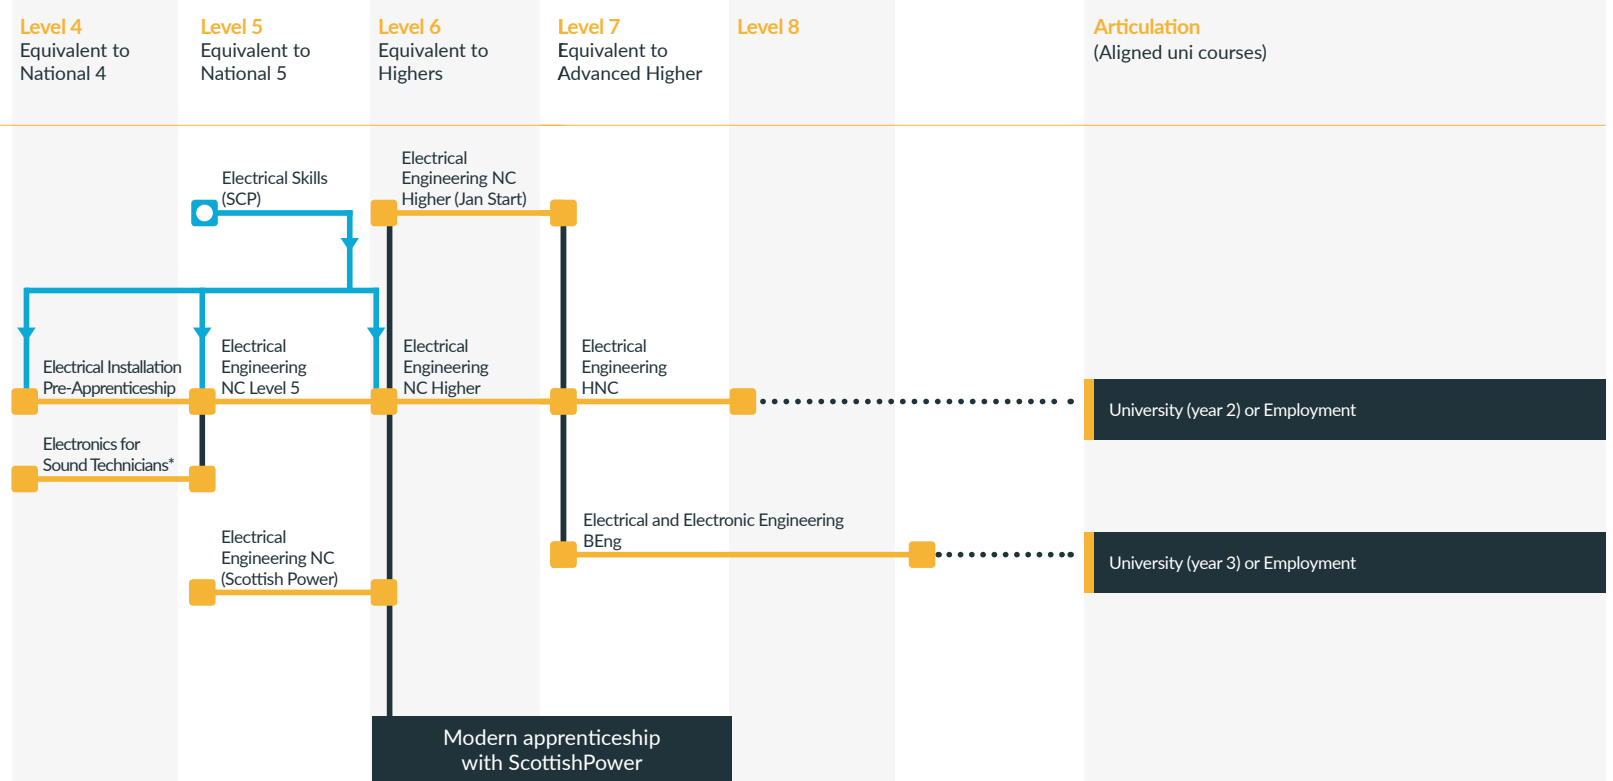 Level 4
Equivalent to
National 4
Level 5
Equivalent to
National 5
Level 6
Equivalent to
Highers
Level 7
Equivalent to
Advanced Higher
Level 8
Articulation
(Aligned uni courses)
Electrical Skills
(SCP)
Electrical
Engineering NC
Higher (Jan Start)
Electrical Installation
Pre-Apprenticeship
Electrical
Engineering
NC Level 5
Electrical
Engineering
NC Higher
Electrical
Engineering
HNC
University (year 2) or Employment
Electronics for
Sound Technicians*
Electrical
Engineering NC
(Scottish Power)
Electrical and Electronic Engineering
BEng
University (year 3) or Employment
Modern apprenticeship
with ScottishPower